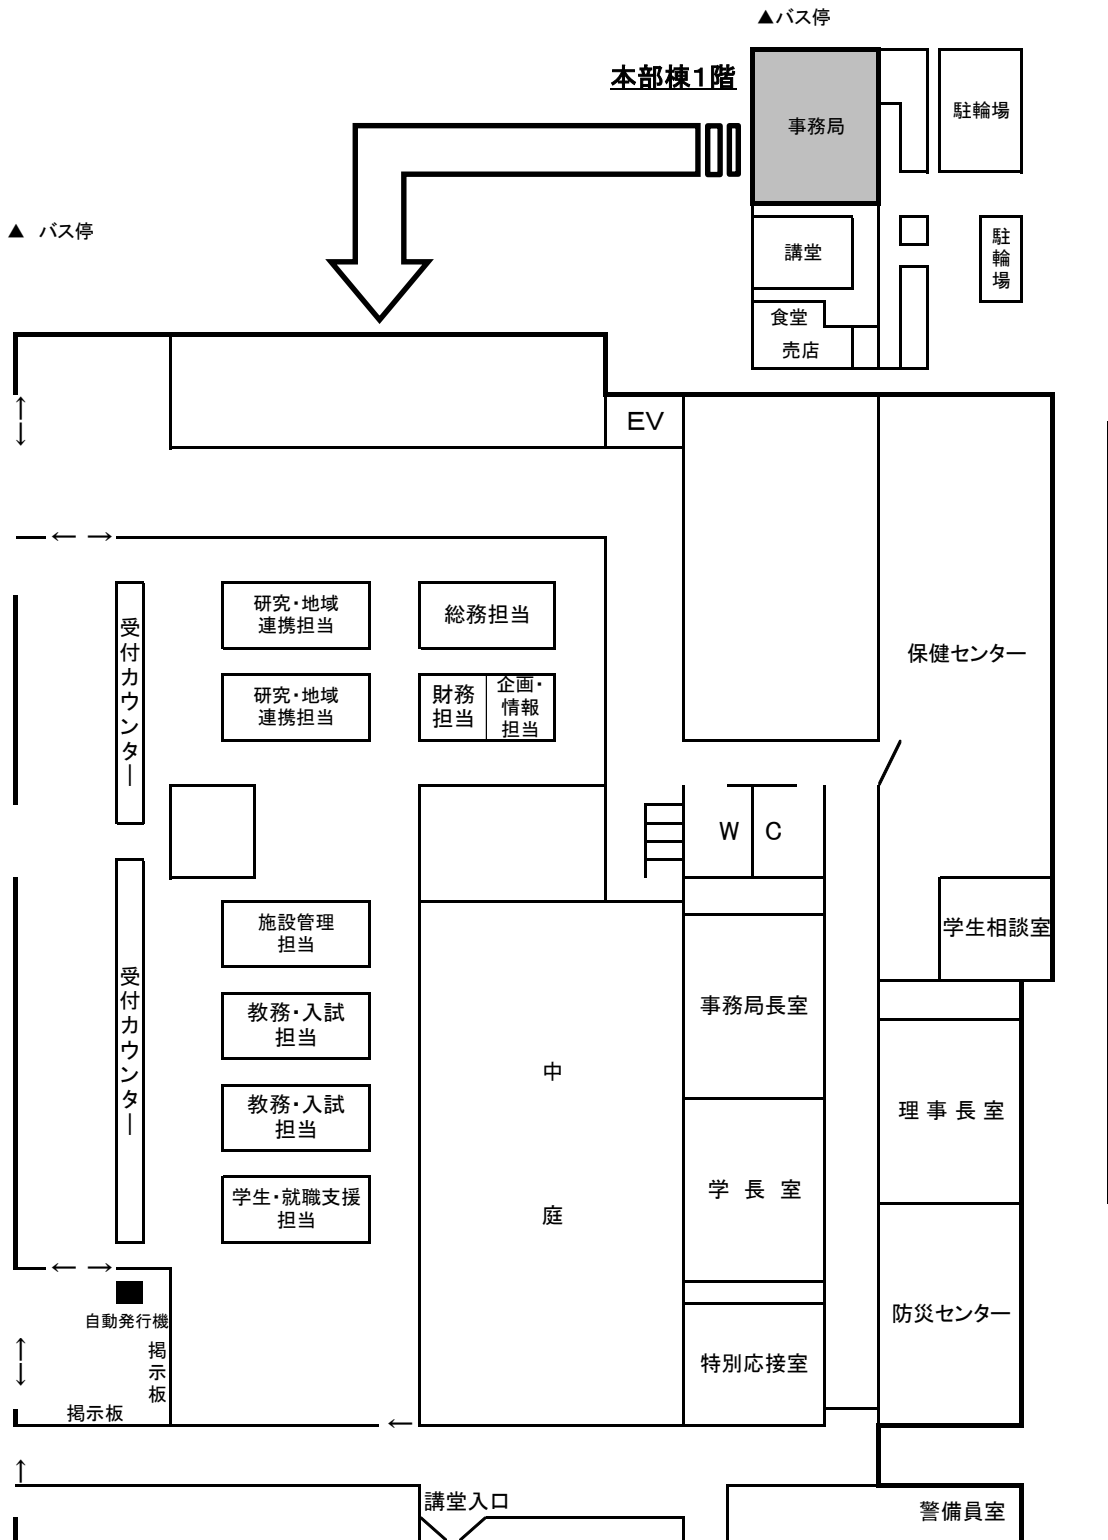 ▲バス停
本部棟1階
事務局
駐輪場
▲ バス停
講堂
駐輪場
食堂
売店
EV
研究・地域
連携担当
総務担当
受付カウンター
保健センター
研究・地域
連携担当
財務
担当
企画・
情報
担当
W C
施設管理
担当
学生相談室
受付カウンター
教務・入試
担当
事務局長室
中庭
教務・入試
担当
理事長室
学長室
学生・就職支援
担当
自動発行機
防災センター
掲示板
特別応接室
掲示板
講堂入口
警備員室